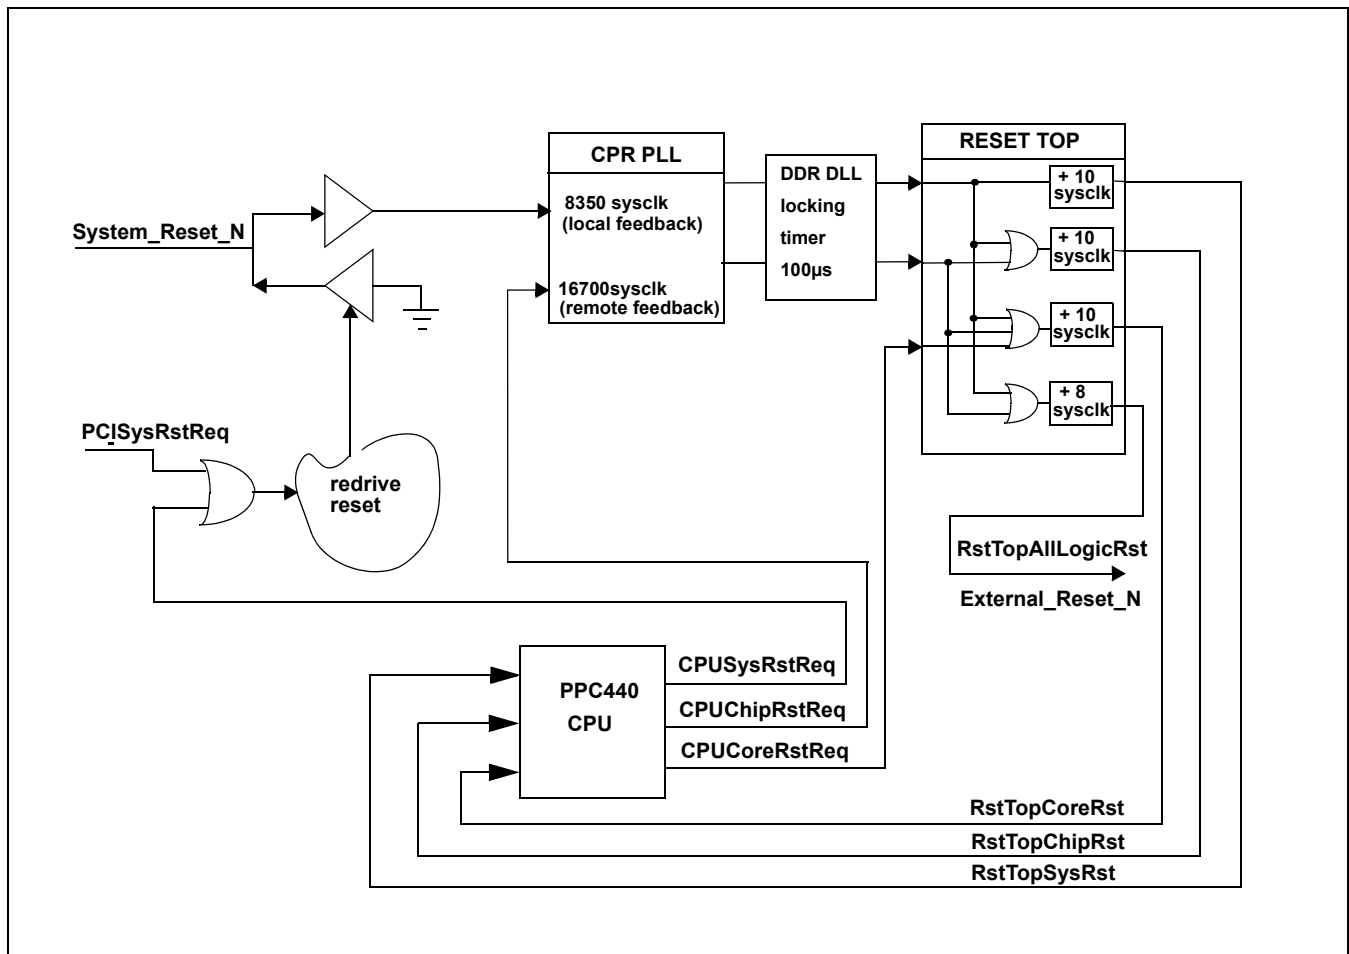 RESET TOP
CPR PLL
DDR DLL
locking
timer
100µs
8350 sysclk
(local feedback)
16700sysclk
(remote feedback)
+ 10
sysclk
+ 10
sysclk
+ 10
sysclk
+ 8
sysclk
System_Reset_N
PCISysRstReq
redrive
reset
RstTopAllLogicRst
External_Reset_N
PPC440
CPU
CPUSysRstReq
CPUChipRstReq
CPUCoreRstReq
RstTopCoreRst
RstTopChipRst
RstTopSysRst